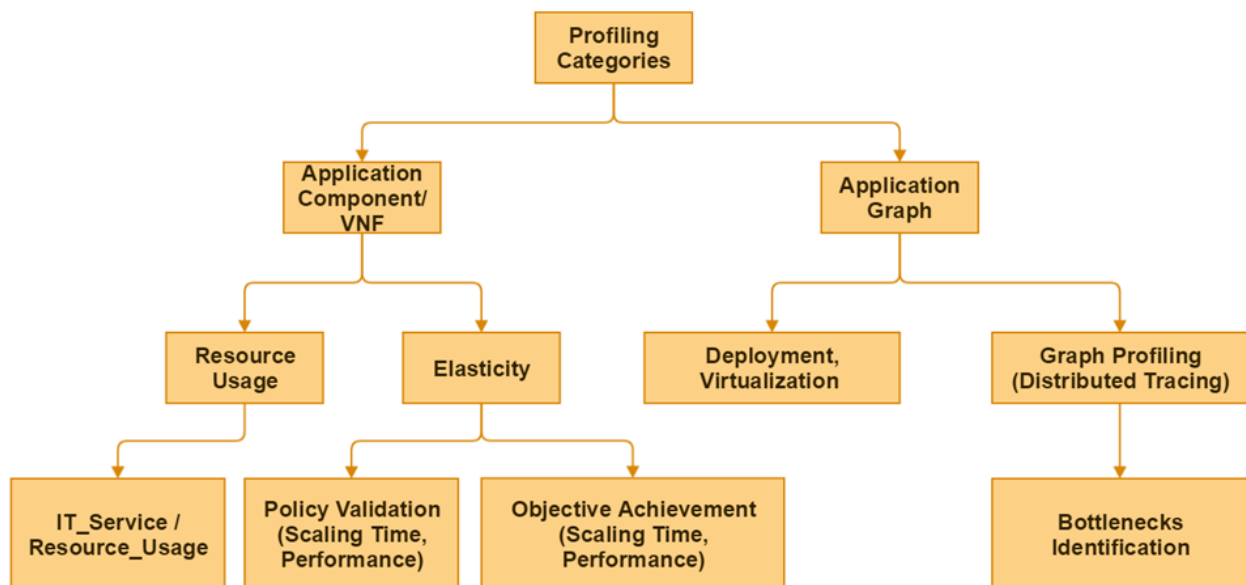 Profiling
Categories
Application
Component/
VNF
Application
Graph
Resource
Usage
Elasticity
Deployment,
Virtualization
Graph Profiling
(Distributed Tracing)
IT_Service /
Resource_Usage
Policy Validation
(Scaling Time,
Performance)
Objective Achievement
(Scaling Time,
Performance)
Bottlenecks
Identification